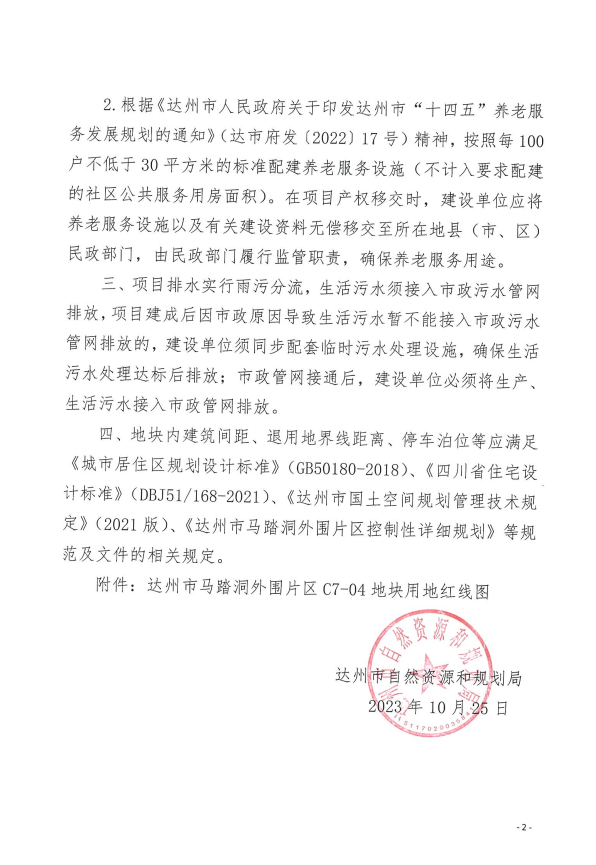 2.根据《达州市人民政府关于印发达州市“十四五”养老服
务发展规划的通知》（达市府发〔2022〕17号）精神，按照每100
户不低于30平方米的标准配建养老服务设施（不计入要求配建
的社区公共服务用房面积）。在项目产权移交时，建设单位应将
养老服务设施以及有关建设资料无偿移交至所在地县（市、区）
民政部门，由民政部门履行监管职责，确保养老服务用途。
三、项目排水实行雨污分流，生活污水须接入市政污水管网
排放，项目建成后因市政原因导致生活污水暂不能接入市政污水
管网排放的，建设单位须同步配套临时污水处理设施，确保生活
污水处理达标后排放；市政管网接通后，建设单位必须将生产、
生活污水接入市政管网排放。
四、地块内建筑间距、退用地界线距离、停车泊位等应满足
《城市居住区规划设计标准》（GB50180-2018）、《四川省住宅设
计标准》（DBJ51/168-2021）、《达州市国土空间规划管理技术规
定》（2021版）、《达州市马踏洞外围片区控制性详细规划》等规
范及文件的相关规定。
附件：达州市马踏洞外围片区C7-04地块用地红线图
达州市自然资源和规划局
2023年10月25日
-2-